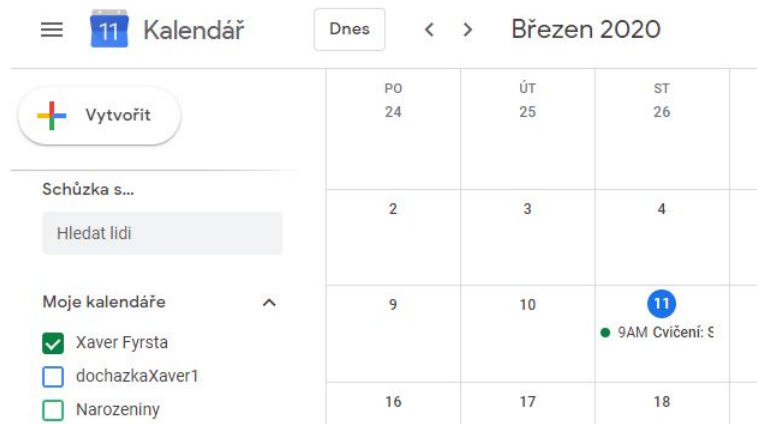 11 Kalendář Dnes Březen 2020
Vytvořit
PO ÚT ST
24 25 26
Schůzka s...
Hledat lidi
2 3 4
Moje kalendáře
9 10 11
9AM Cvičení: S
Xaver Fyrsta
dochazkaXaver1
Narozeniny
16 17 18